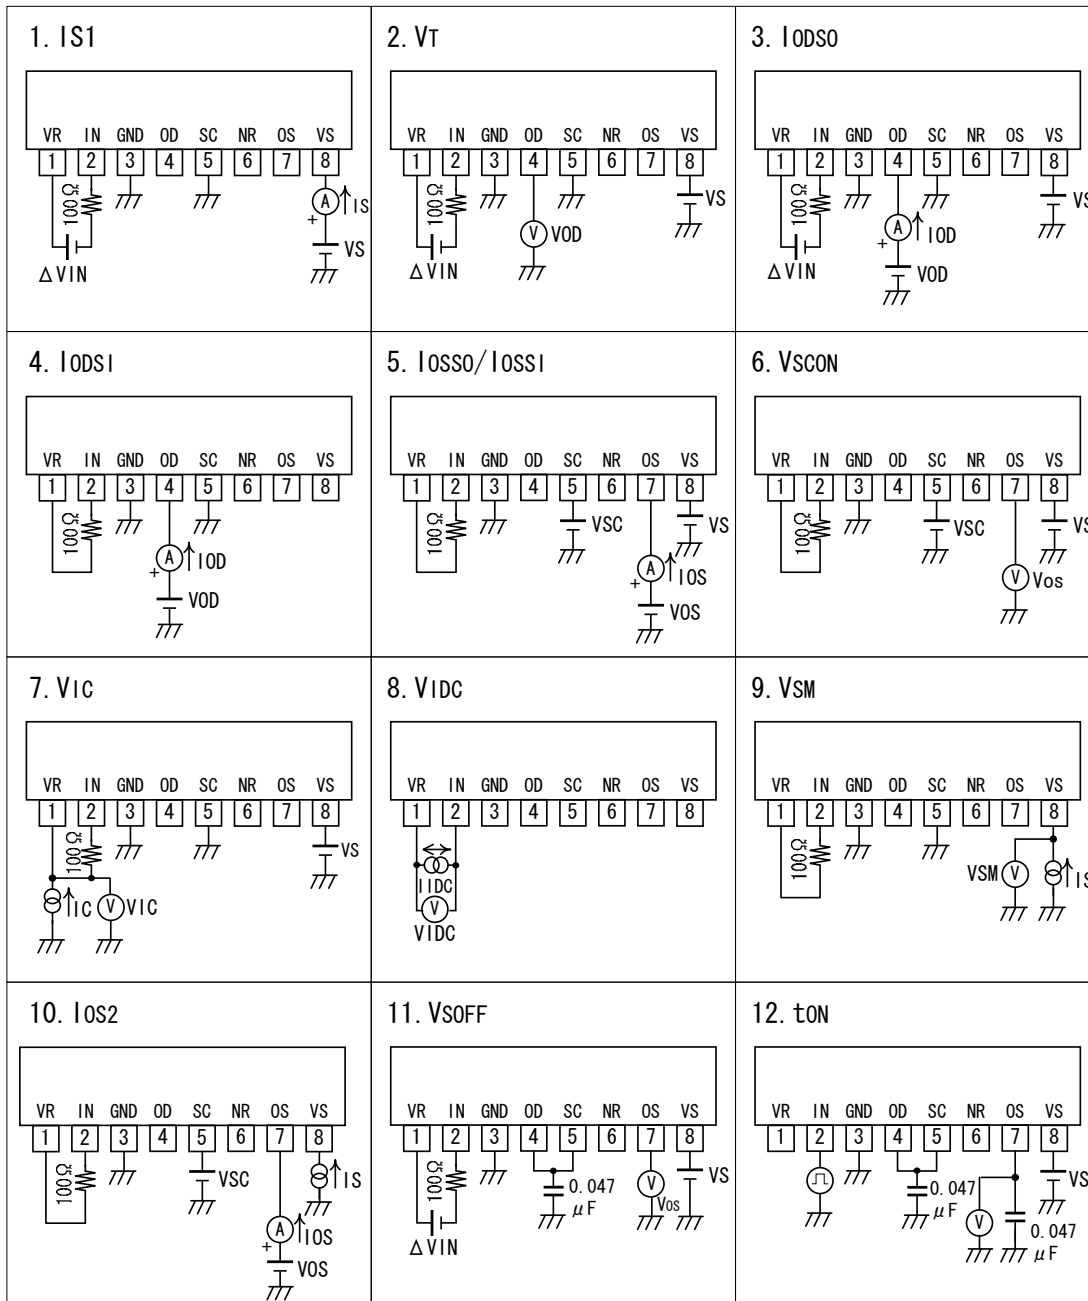 1. IS1
VR IN GND OD SC NR OS VS
1 2 3 4 5 6 7 8
100Ω
A
IS
+
VS
ΔVIN
2. VT
VR IN GND OD SC NR OS VS
1 2 3 4 5 6 7 8
100Ω
VS
V VOD
ΔVIN
3. IODSO
VR IN GND OD SC NR OS VS
1 2 3 4 5 6 7 8
100Ω
VS
A
IOD
+
VOD
ΔVIN
4. IODSI
VR IN GND OD SC NR OS VS
1 2 3 4 5 6 7 8
100Ω
A
IOD
+
VOD
5. IOSSO/IOSSI
VR IN GND OD SC NR OS VS
1 2 3 4 5 6 7 8
100Ω
VSC
VS
A
IOS
+
VOS
6. VSCON
VR IN GND OD SC NR OS VS
1 2 3 4 5 6 7 8
100Ω
VSC
VS
V Vos
7. VIC
VR IN GND OD SC NR OS VS
1 2 3 4 5 6 7 8
100Ω
VS
IC
V VIC
8. VIDC
VR IN GND OD SC NR OS VS
1 2 3 4 5 6 7 8
IIDC
V
VIDC
9. VSM
VR IN GND OD SC NR OS VS
1 2 3 4 5 6 7 8
100Ω
VSM V
IS
10. IOS2
VR IN GND OD SC NR OS VS
1 2 3 4 5 6 7 8
100Ω
VSC
IS
A
IOS
+
VOS
11. VSOFF
VR IN GND OD SC NR OS VS
1 2 3 4 5 6 7 8
100Ω
0.047
μF
V
Vos
VS
ΔVIN
12. tON
VR IN GND OD SC NR OS VS
1 2 3 4 5 6 7 8
0.047
μF
VS
V
0.047
μF